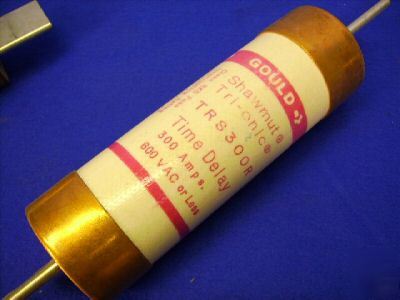 GOULD
Shawmut®
Tri-onic®
TRS300R
Time Delay
300 Amps.
600 VAC or Less